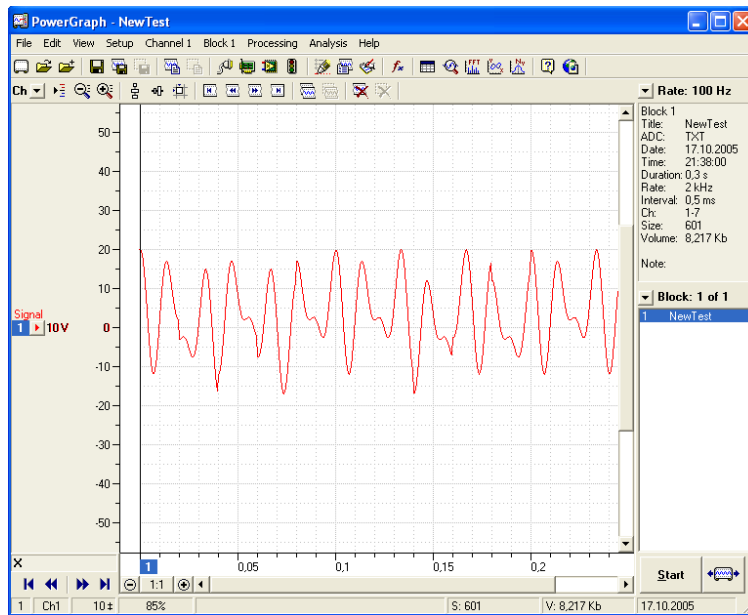 PowerGraph - NewTest
File Edit View Setup Channel 1 Block 1 Processing Analysis Help
Ch
Rate: 100 Hz
Block 1
Title: NewTest
ADC: TXT
Date: 17.10.2005
Time: 21:38:00
Duration: 0,3 s
Rate: 2 kHz
Interval: 0,5 ms
Ch: 1-7
Size: 601
Volume: 8,217 Kb
Note:
Block: 1 of 1
1 NewTest
50
40
30
20
10
Signal
1 10V 0
-10
-20
-30
-40
-50
X
1 0,05 0,1 0,15 0,2
1:1
Start
1 Ch1 10± 85% S: 601 V: 8,217 Kb 17.10.2005